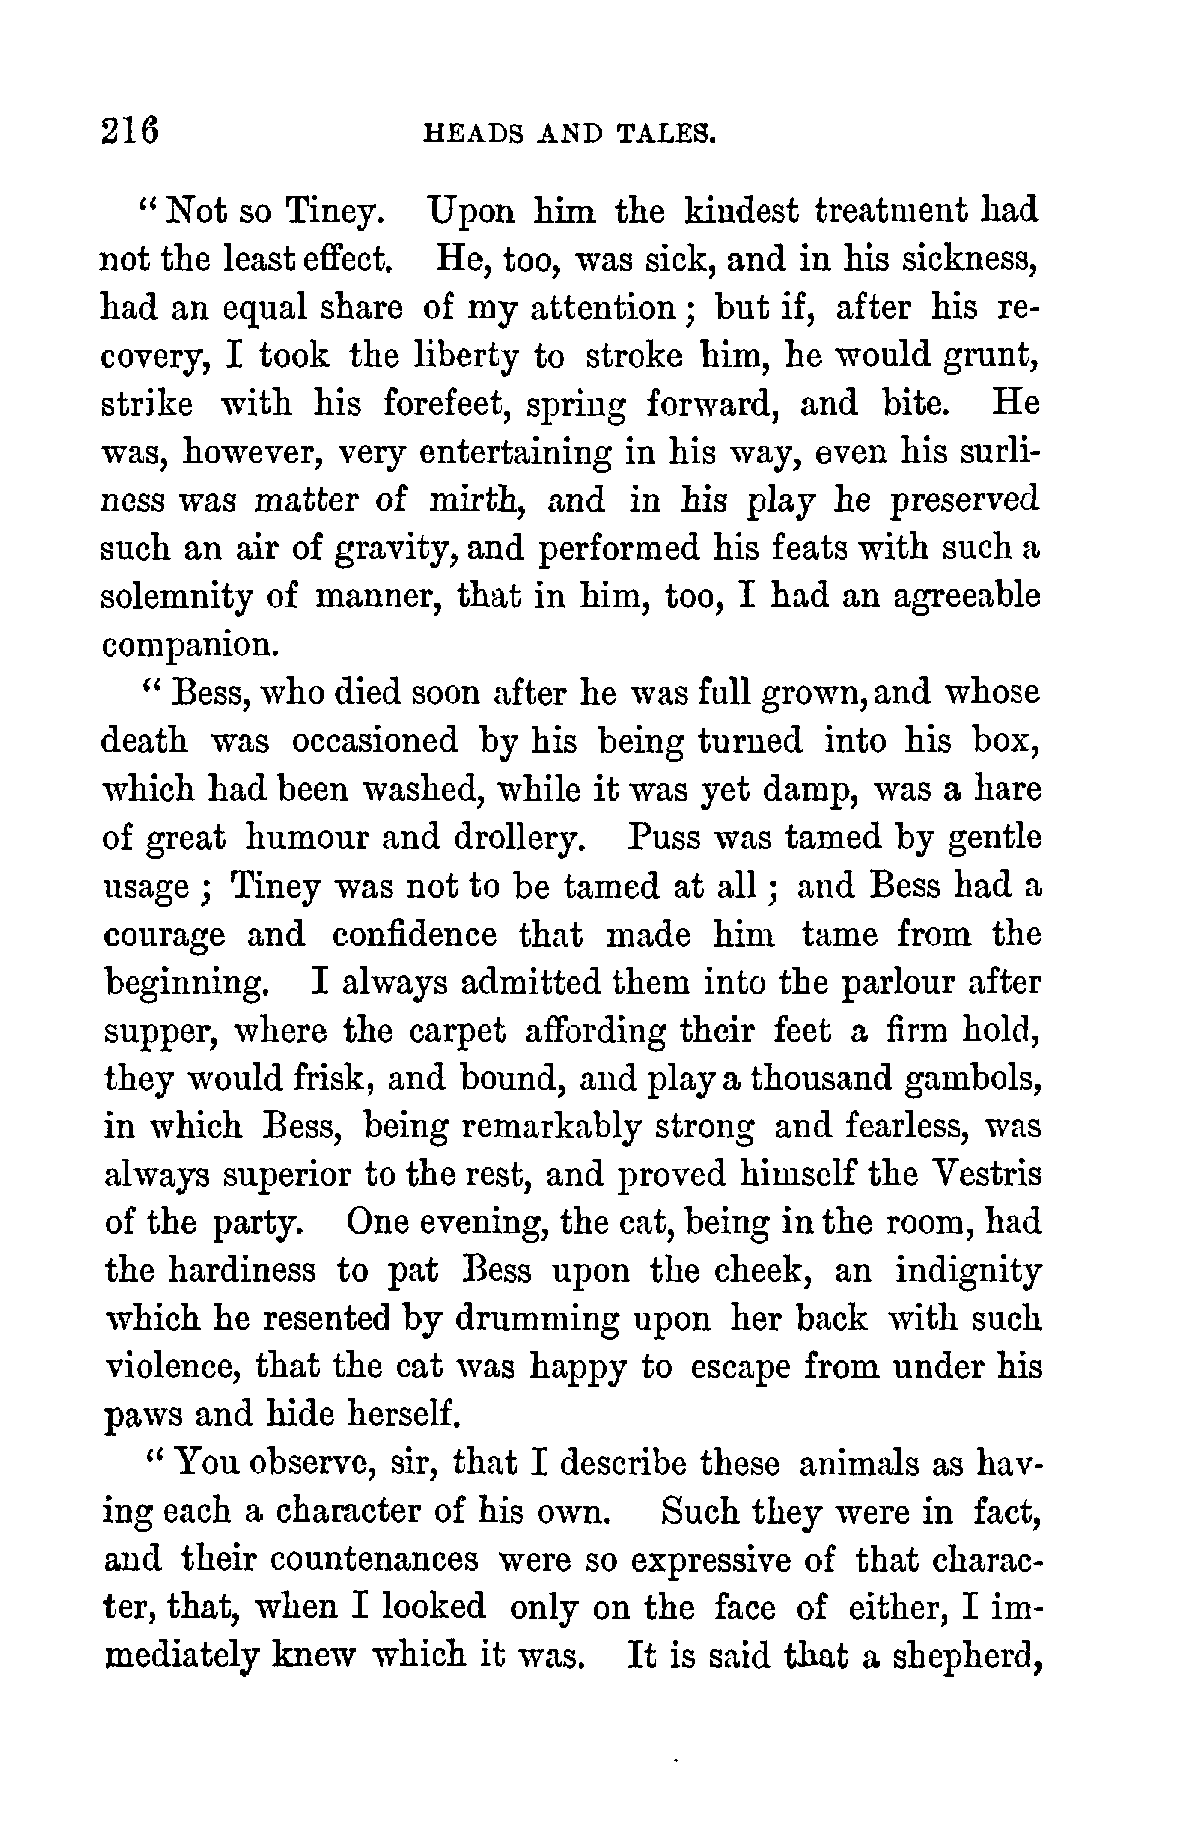 216 HEADS AND TALES.
“ Not so Tiney. Upon him the kindest treatment had
not the least effect. He, too, was sick, and in his sickness,
had an equal share of my attention ; but if, after his re-
covery, I took the liberty to stroke him, he would grunt,
strike with his forefeet, spring forward, and bite. He
was, however, very entertaining in his way, even his surli-
ness was matter of mirth, and in his play he preserved
such an air of gravity, and performed his feats with such a
solemnity of manner, that in him, too, I had an agreeable
companion.
“ Bess, who died soon after he was full grown, and whose
death was occasioned by his being turned into his box,
which had been washed, while it was yet damp, was a hare
of great humour and drollery. Puss was tamed by gentle
usage ; Tiney was not to be tamed at all ; and Bess had a
courage and confidence that made him tame from the
beginning. I always admitted them into the parlour after
supper, where the carpet affording their feet a firm hold,
they would frisk, and bound, and play a thousand gambols,
in which Bess, being remarkably strong and fearless, was
always superior to the rest, and proved himself the Vestris
of the party. One evening, the cat, being in the room, had
the hardiness to pat Bess upon the cheek, an indignity
which he resented by drumming upon her back with such
violence, that the cat was happy to escape from under his
paws and hide herself.
“ You observe, sir, that I describe these animals as hav-
ing each a character of his own. Such they were in fact,
and their countenances were so expressive of that charac-
ter, that, when I looked only on the face of either, I im-
mediately knew which it was. It is said that a shepherd,